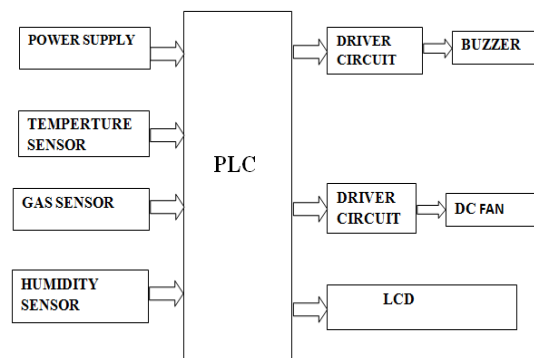 POWER SUPPLY
TEMPERTURE
SENSOR
GAS SENSOR
HUMIDITY
SENSOR
PLC
DRIVER
CIRCUIT
BUZZER
DRIVER
CIRCUIT
DC FAN
LCD